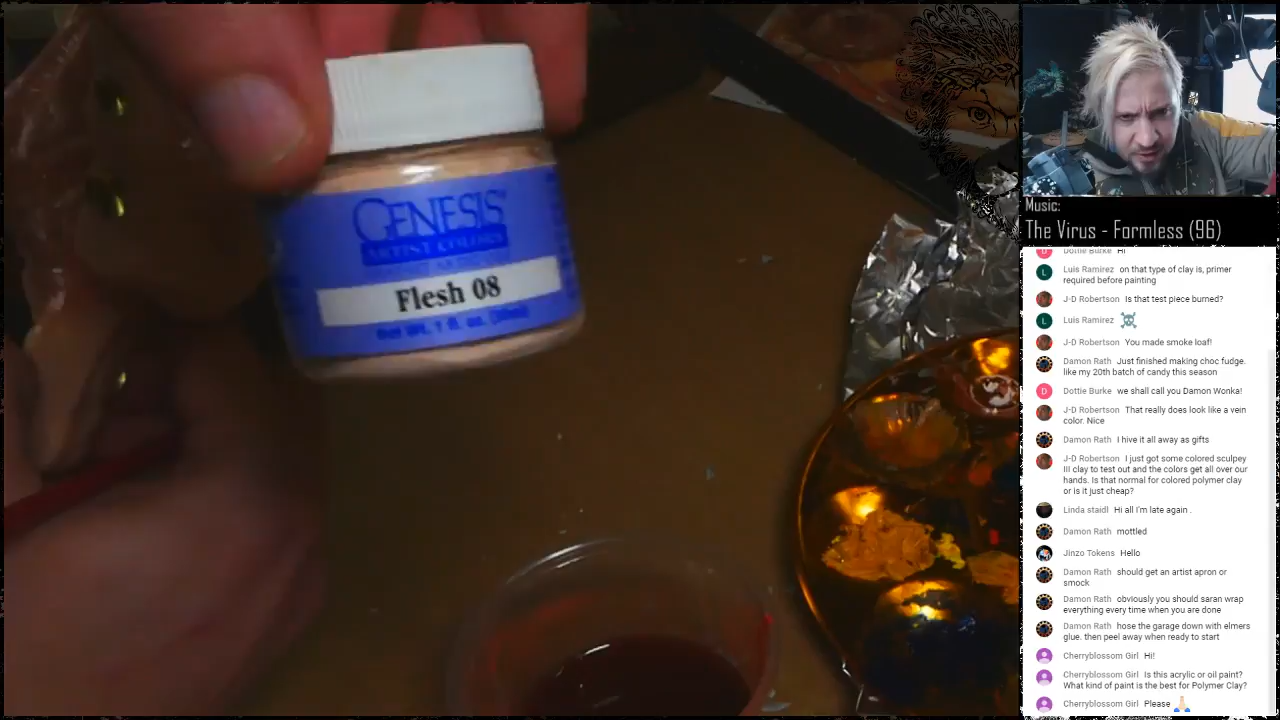 GENESIS
ARTIST COLORS
Flesh 08
Music:
The Virus - Formless (96)
Dottie Burke Hi
Luis Ramirez on that type of clay is, primer
required before painting
J-D Robertson Is that test piece burned?
Luis Ramirez ☠️
J-D Robertson You made smoke loaf!
Damon Rath Just finished making choc fudge.
like my 20th batch of candy this season
D Dottie Burke we shall call you Damon Wonka!
J-D Robertson That really does look like a vein
color. Nice
Damon Rath I hive it all away as gifts
J-D Robertson I just got some colored sculpey
III clay to test out and the colors get all over our
hands. Is that normal for colored polymer clay
or is it just cheap?
Linda staidl Hi all I'm late again .
Damon Rath mottled
Jinzo Tokens Hello
Damon Rath should get an artist apron or
smock
Damon Rath obviously you should saran wrap
everything every time when you are done
Damon Rath hose the garage down with elmers
glue. then peel away when ready to start
Cherryblossom Girl Hi!
Cherryblossom Girl Is this acrylic or oil paint?
What kind of paint is the best for Polymer Clay?
Cherryblossom Girl Please 🙏🏻